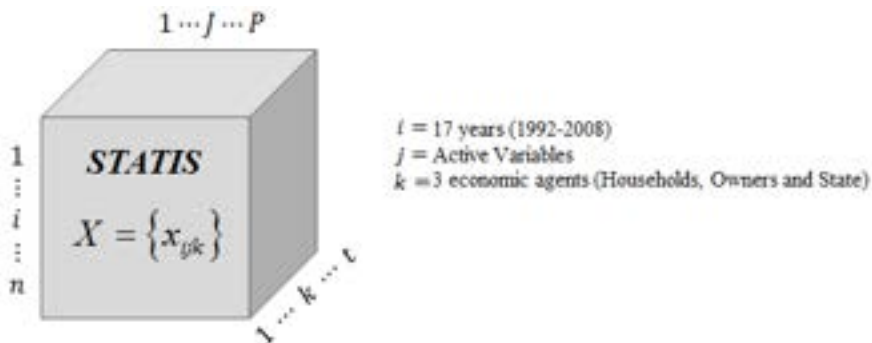 1 ... J ... P
1
...
i
...
n
STATIS
X = {x_ijk}
1 ... k ... t
i = 17 years (1992-2008)
j = Active Variables
k = 3 economic agents (Households, Owners and State)